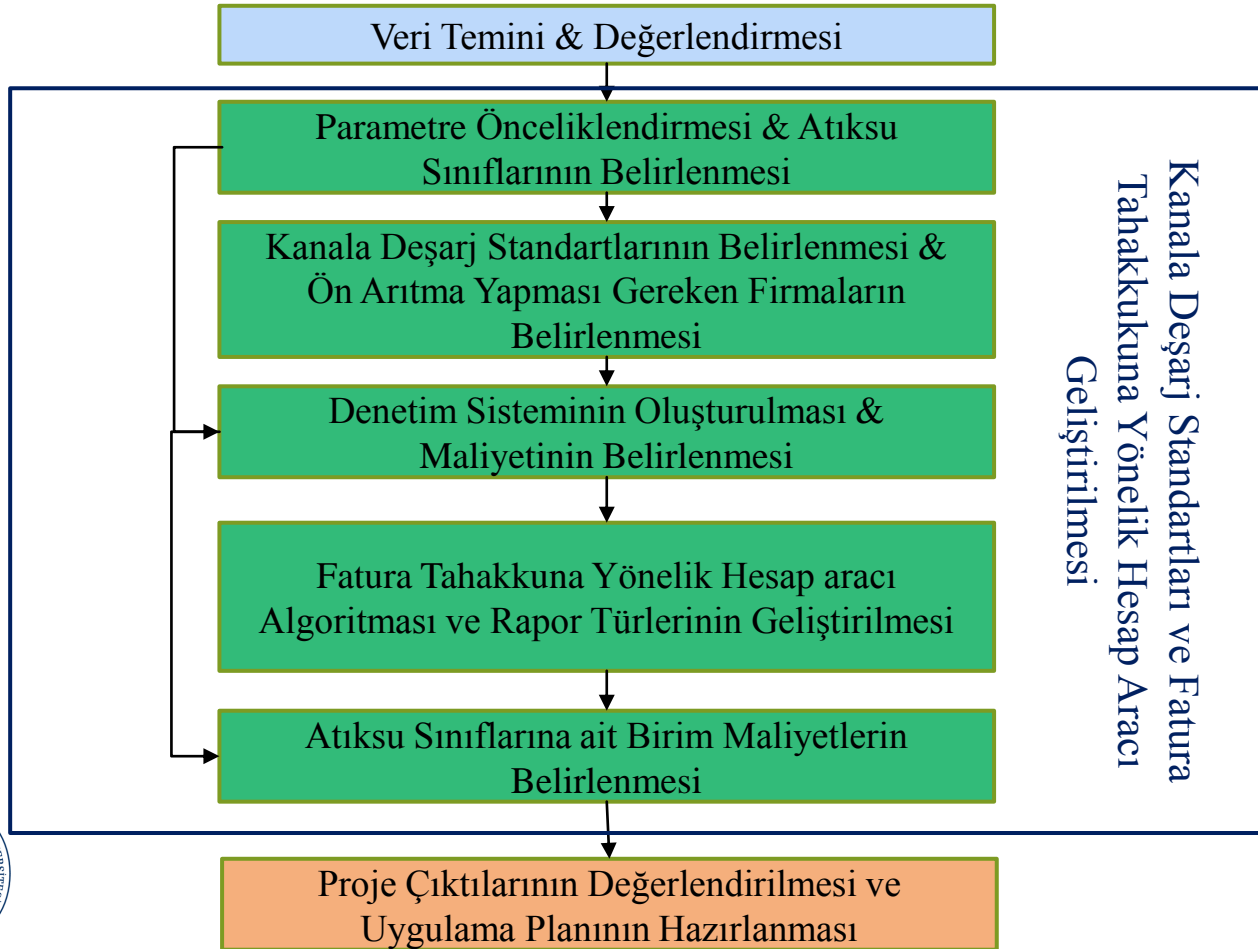 Veri Temini & Değerlendirmesi
Parametre Önceliklendirmesi & Atıksu
Sınıflarının Belirlenmesi
Kanala Deşarj Standartlarının Belirlenmesi &
Ön Arıtma Yapması Gereken Firmaların
Belirlenmesi
Denetim Sisteminin Oluşturulması &
Maliyetinin Belirlenmesi
Fatura Tahakkuna Yönelik Hesap aracı
Algoritması ve Rapor Türlerinin Geliştirilmesi
Atıksu Sınıflarına ait Birim Maliyetlerin
Belirlenmesi
Proje Çıktılarının Değerlendirilmesi ve
Uygulama Planının Hazırlanması
Kanala Deşarj Standartları ve Fatura
Tahakkukuna Yönelik Hesap Aracı
Geliştirilmesi